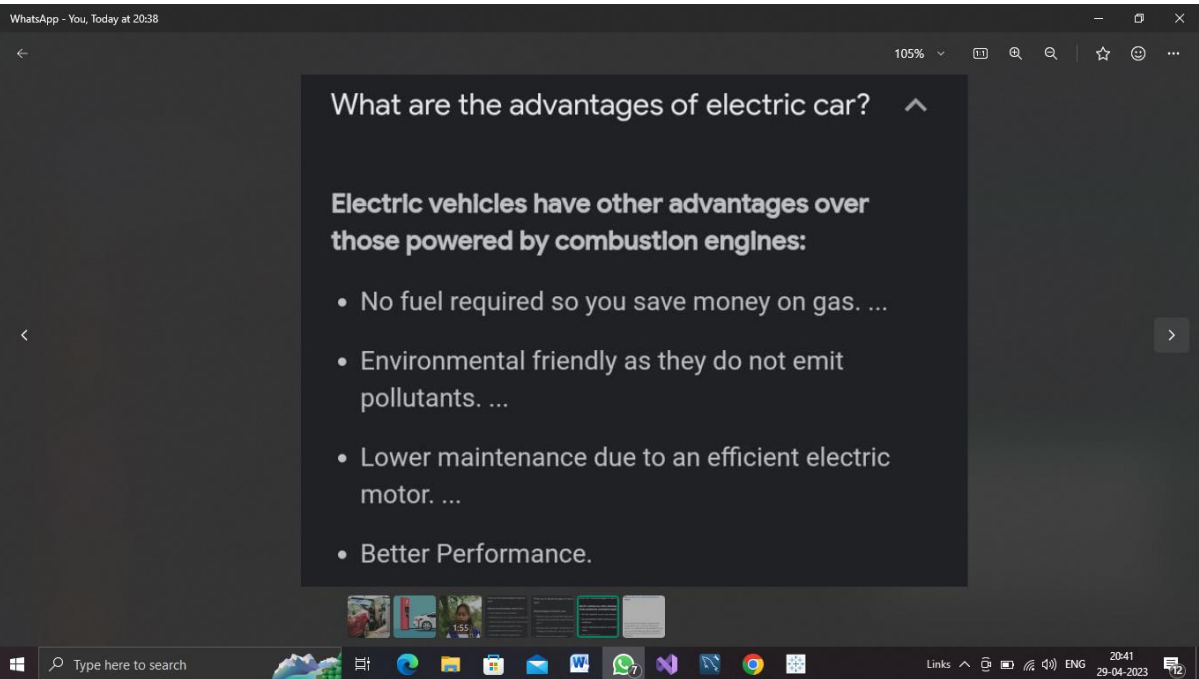 WhatsApp - You, Today at 20:38
105%
1:1
What are the advantages of electric car?
Electric vehicles have other advantages over
those powered by combustion engines:
• No fuel required so you save money on gas. ...
• Environmental friendly as they do not emit
pollutants. ...
• Lower maintenance due to an efficient electric
motor. ...
• Better Performance.
1:55
Type here to search
W
7
Links
ENG
20:41
29-04-2023
12